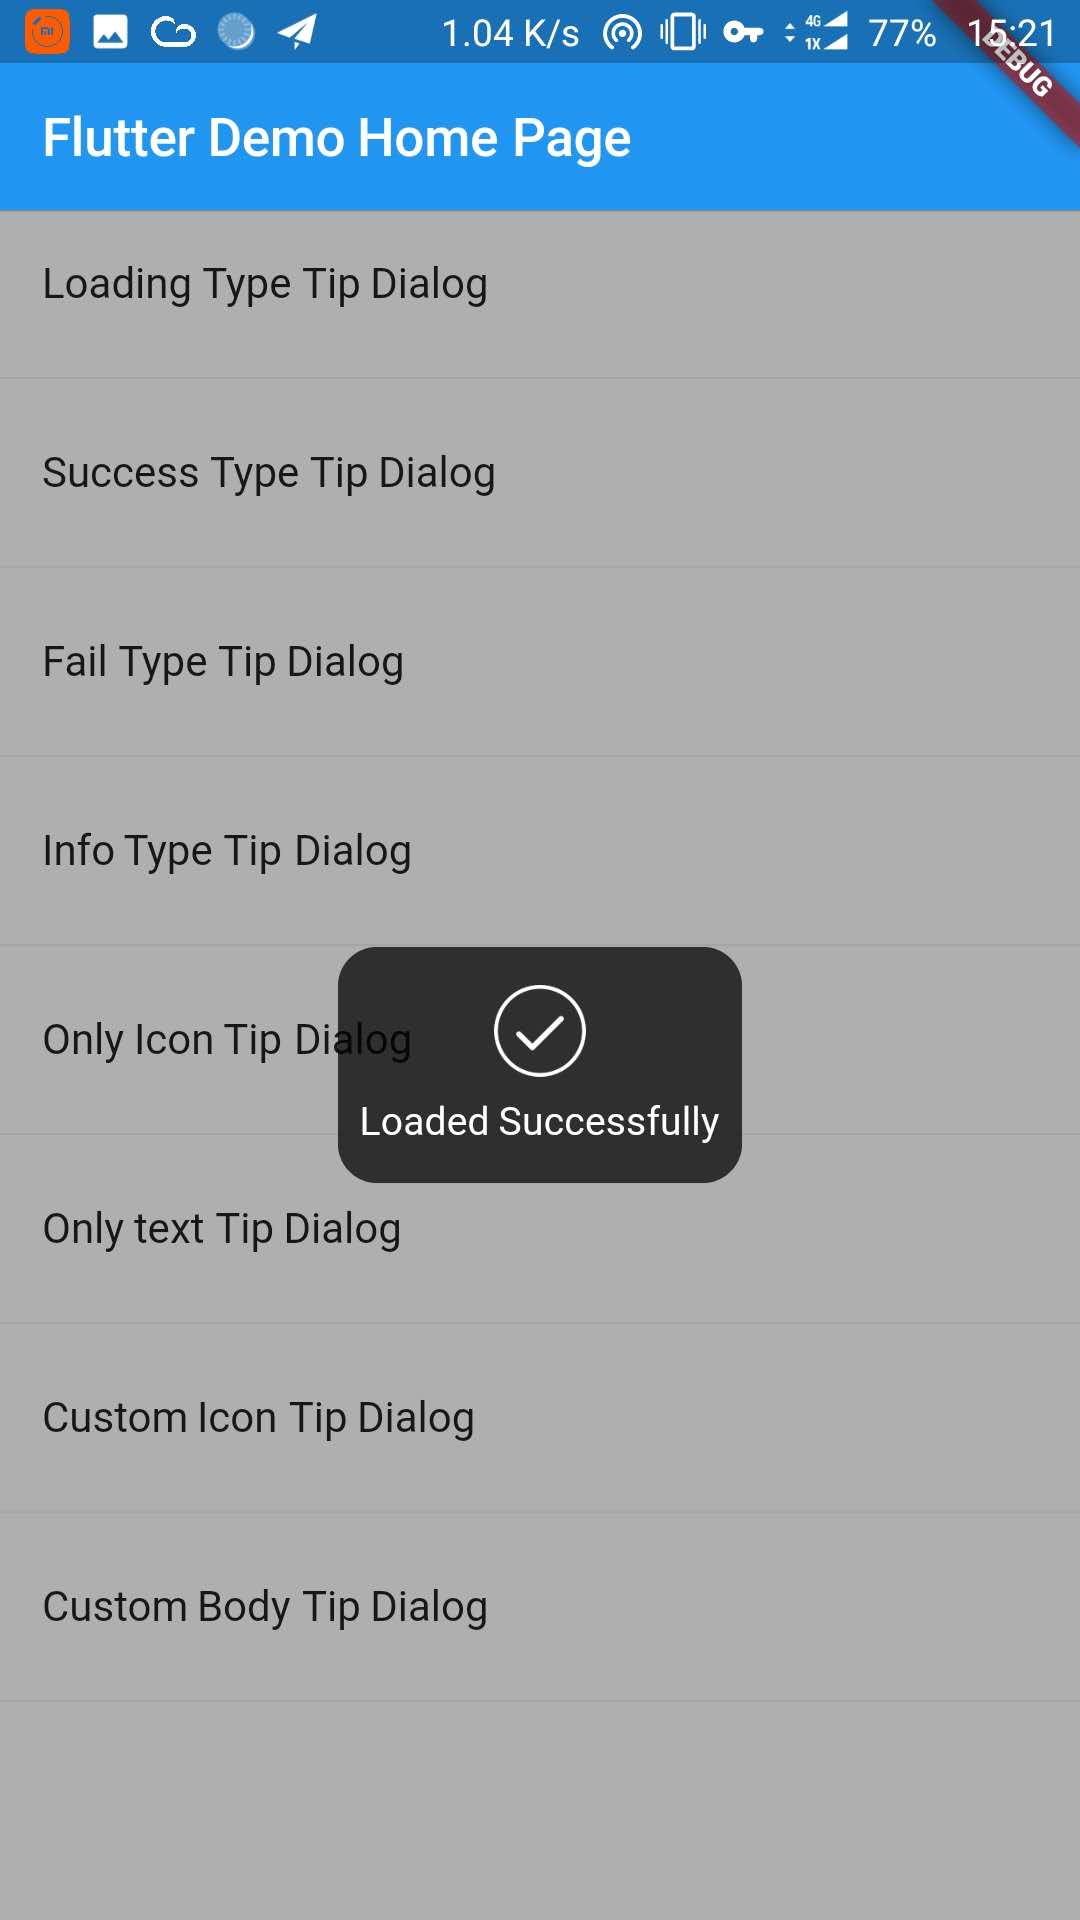 1.04 K/s 4G 1X 77% 15:21
DEBUG
Flutter Demo Home Page
Loading Type Tip Dialog
Success Type Tip Dialog
Fail Type Tip Dialog
Info Type Tip Dialog
Only Icon Tip Dialog
Loaded Successfully
Only text Tip Dialog
Custom Icon Tip Dialog
Custom Body Tip Dialog